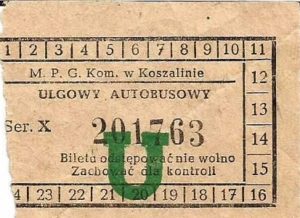 1 2 3 4 5 6 7 8 9 10 11
M. P. G. Kom. w Koszalinie
ULGOWY AUTOBUSOWY
Ser. X 201763
U
Biletu odstępować nie wolno
Zachować dla kontroli
12
13
14
15
24 23 22 21 20 19 18 17 16